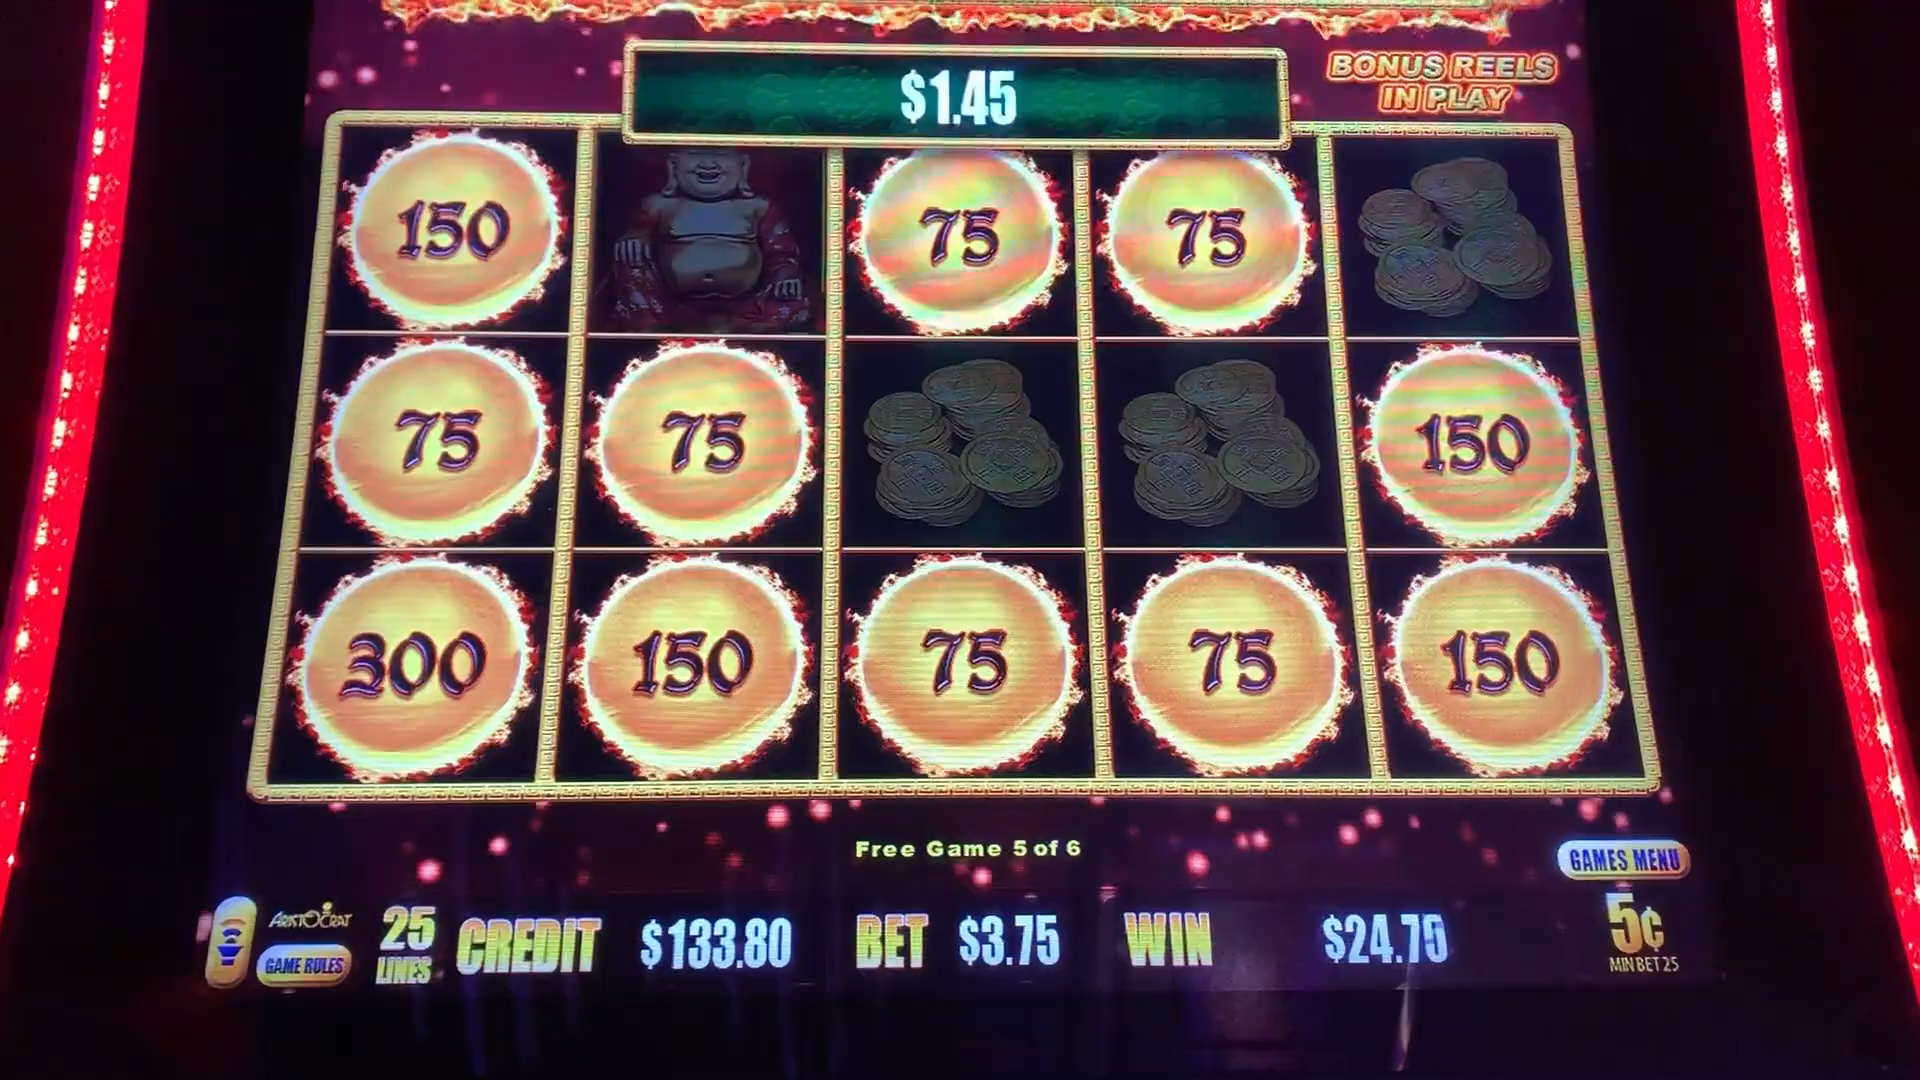 $1.45
BONUS REELS
IN PLAY
150
75
75
75
75
150
300
150
75
75
150
Free Game 5 of 6
GAMES MENU
ARISTOCRAT
GAME RULES
25
LINES
CREDIT $133.80
BET $3.75
WIN $24.75
5¢
MIN BET 25